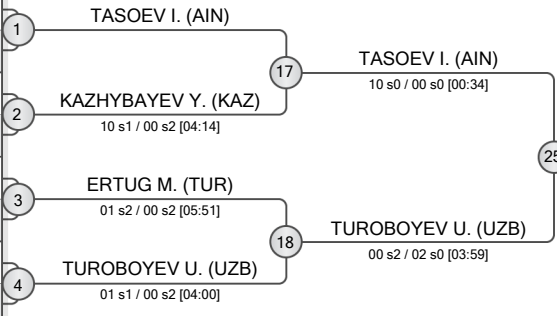 1
TASOEV I. (AIN)
17
TASOEV I. (AIN)
10 s0 / 00 s0 [00:34]
2
KAZHYBAYEV Y. (KAZ)
10 s1 / 00 s2 [04:14]
25
3
ERTUG M. (TUR)
01 s2 / 00 s2 [05:51]
18
TUROBOYEV U. (UZB)
00 s2 / 02 s0 [03:59]
4
TUROBOYEV U. (UZB)
01 s1 / 00 s2 [04:00]